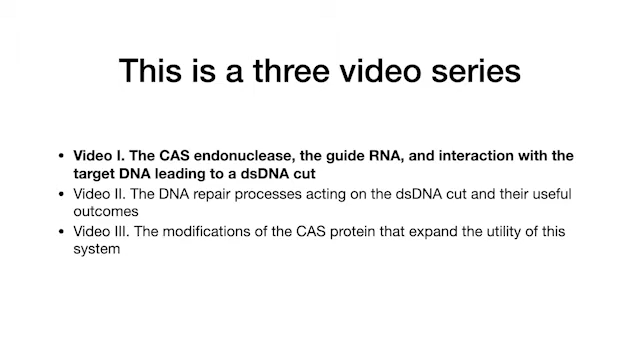 This is a three video series
• Video I. The CAS endonuclease, the guide RNA, and interaction with the
target DNA leading to a dsDNA cut
• Video II. The DNA repair processes acting on the dsDNA cut and their useful
outcomes
• Video III. The modifications of the CAS protein that expand the utility of this
system